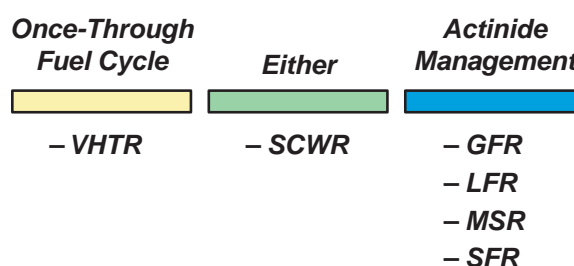 Once-Through
Fuel Cycle
Either
Actinide
Management
– VHTR
– SCWR
– GFR
– LFR
– MSR
– SFR